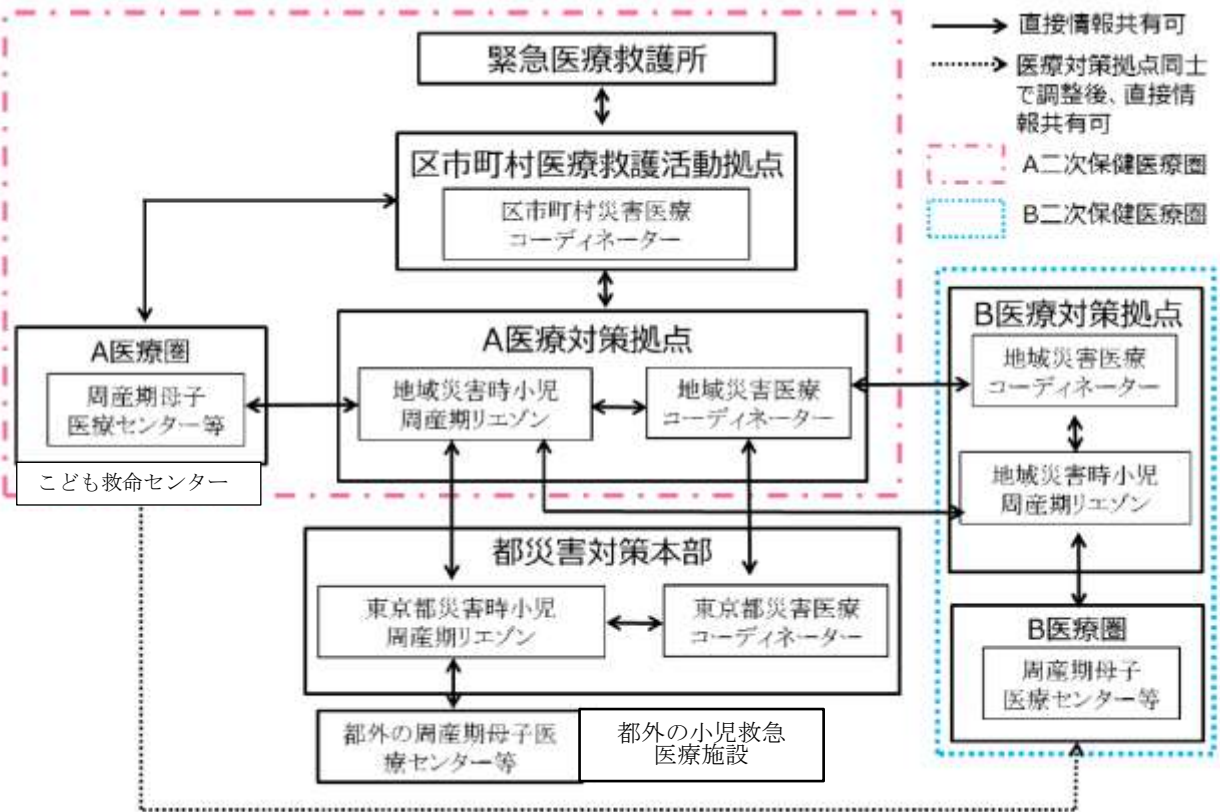 緊急医療救護所
区市町村医療救護活動拠点
区市町村災害医療
コーディネーター
A医療圏
周産期母子
医療センター等
こども救命センター
A医療対策拠点
地域災害時小児
周産期リエゾン
地域災害医療
コーディネーター
都災害対策本部
東京都災害時小児
周産期リエゾン
東京都災害医療
コーディネーター
都外の周産期母子医
療センター等
都外の小児救急
医療施設
直接情報共有可
医療対策拠点同士
で調整後、直接情
報共有可
A二次保健医療圏
B二次保健医療圏
B医療対策拠点
地域災害医療
コーディネーター
地域災害時小児
周産期リエゾン
B医療圏
周産期母子
医療センター等